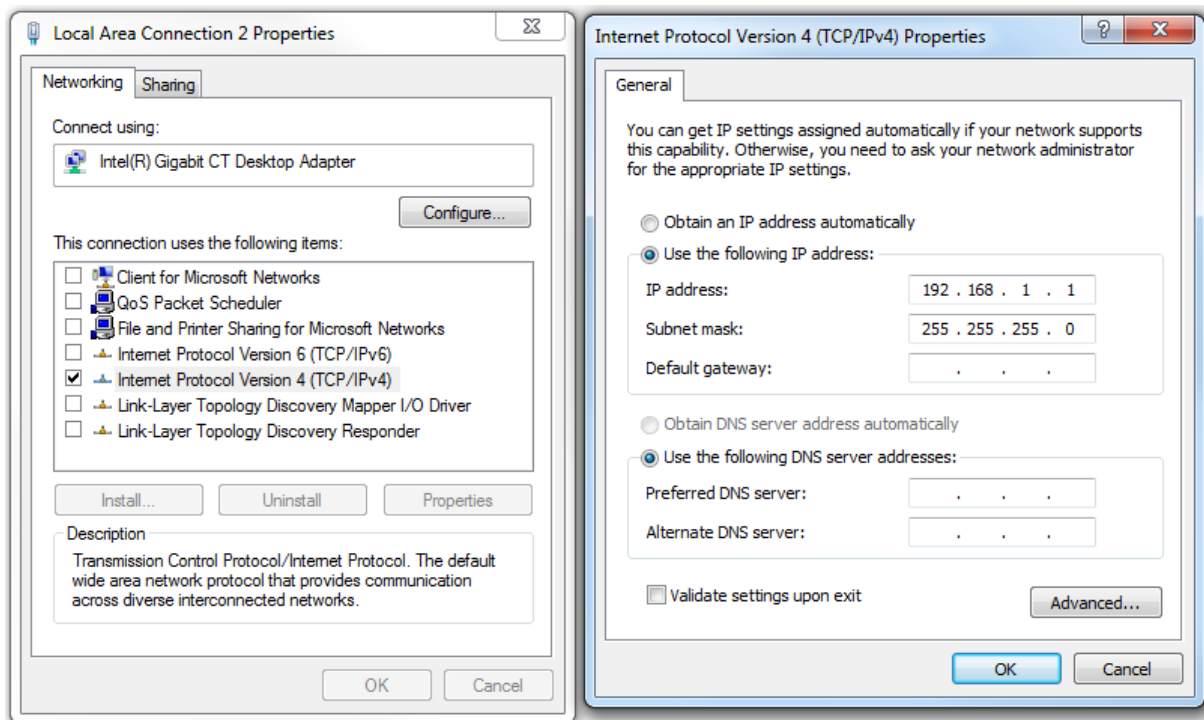 Local Area Connection 2 Properties
Networking
Sharing
Connect using:
Intel(R) Gigabit CT Desktop Adapter
Configure...
This connection uses the following items:
Client for Microsoft Networks
QoS Packet Scheduler
File and Printer Sharing for Microsoft Networks
Internet Protocol Version 6 (TCP/IPv6)
Internet Protocol Version 4 (TCP/IPv4)
Link-Layer Topology Discovery Mapper I/O Driver
Link-Layer Topology Discovery Responder
Install...
Uninstall
Properties
Description
Transmission Control Protocol/Internet Protocol. The default
wide area network protocol that provides communication
across diverse interconnected networks.
OK
Cancel
Internet Protocol Version 4 (TCP/IPv4) Properties
?
General
You can get IP settings assigned automatically if your network supports
this capability. Otherwise, you need to ask your network administrator
for the appropriate IP settings.
Obtain an IP address automatically
Use the following IP address:
IP address:
192 . 168 . 1 . 1
Subnet mask:
255 . 255 . 255 . 0
Default gateway:
. . .
Obtain DNS server address automatically
Use the following DNS server addresses:
Preferred DNS server:
. . .
Alternate DNS server:
. . .
Validate settings upon exit
Advanced...
OK
Cancel